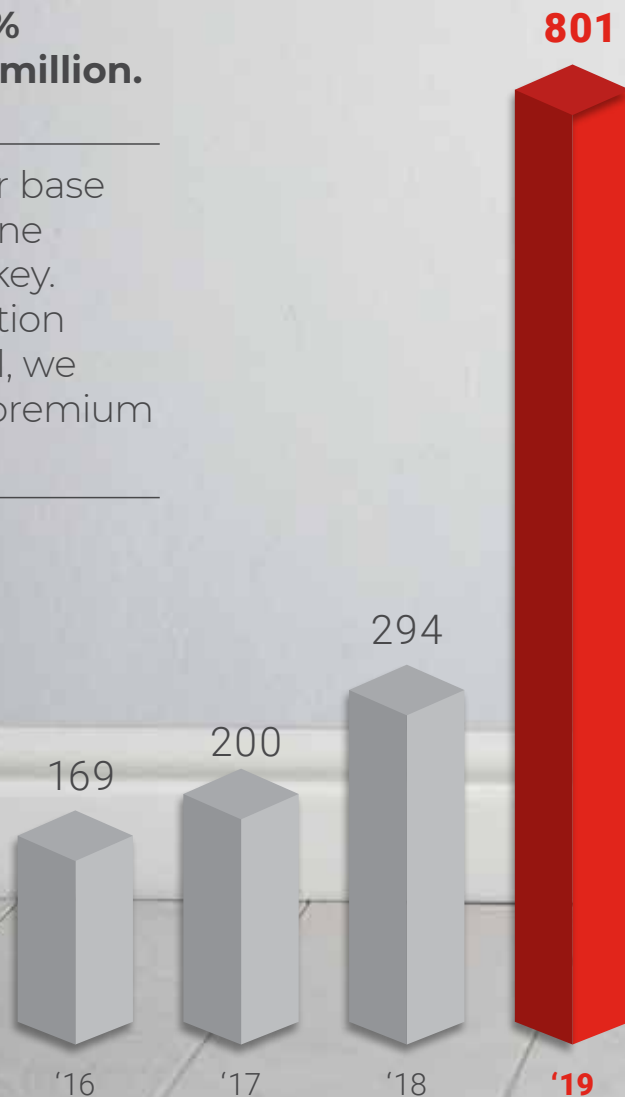 %
million.
r base
ne
key.
tion
l, we
premium
801
294
200
169
‘16 ‘17 ‘18 ‘19